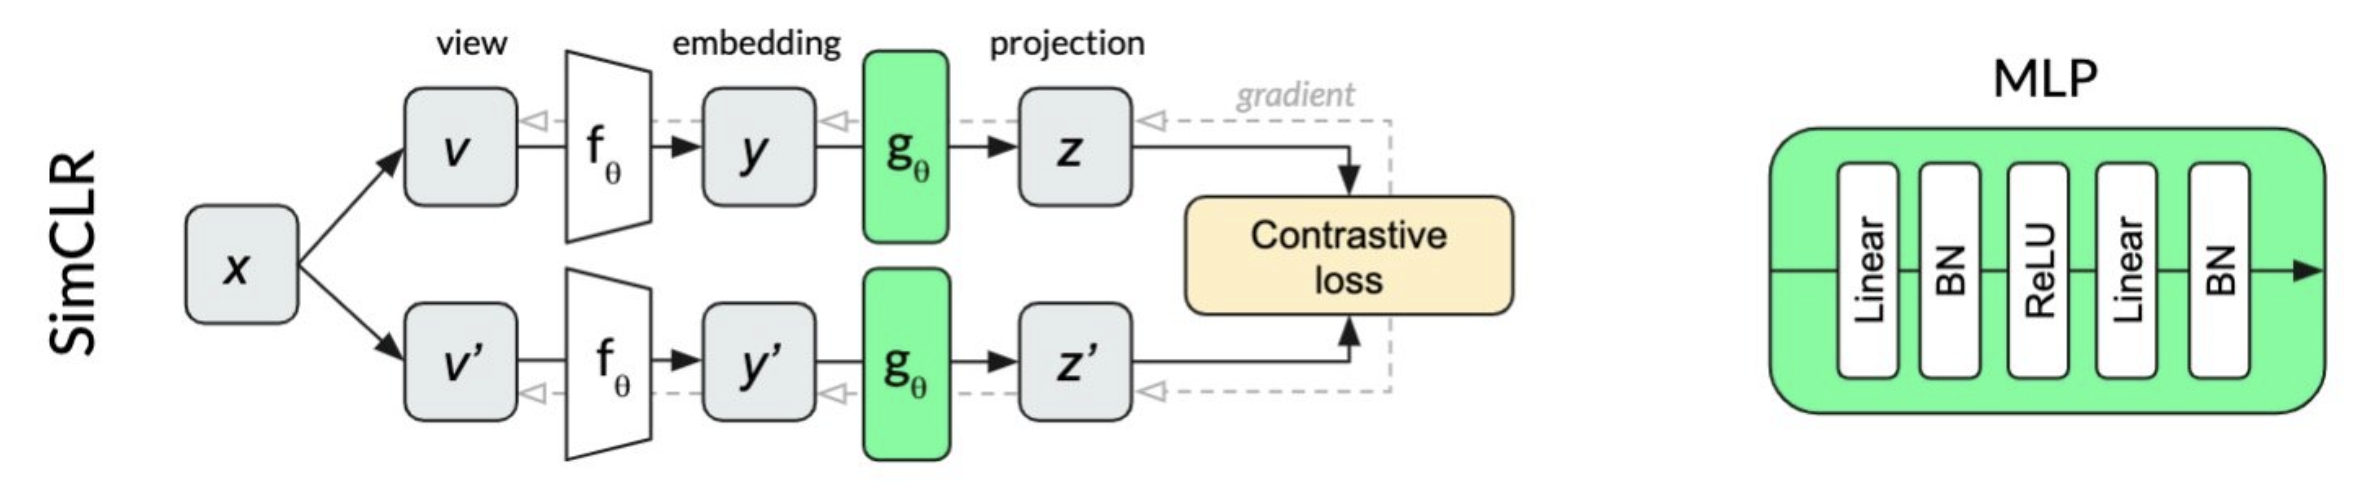 SimCLR
view
embedding
projection
gradient
x
v
fθ
y
gθ
z
Contrastive
loss
v’
fθ
y’
gθ
z’
MLP
Linear
BN
ReLU
Linear
BN